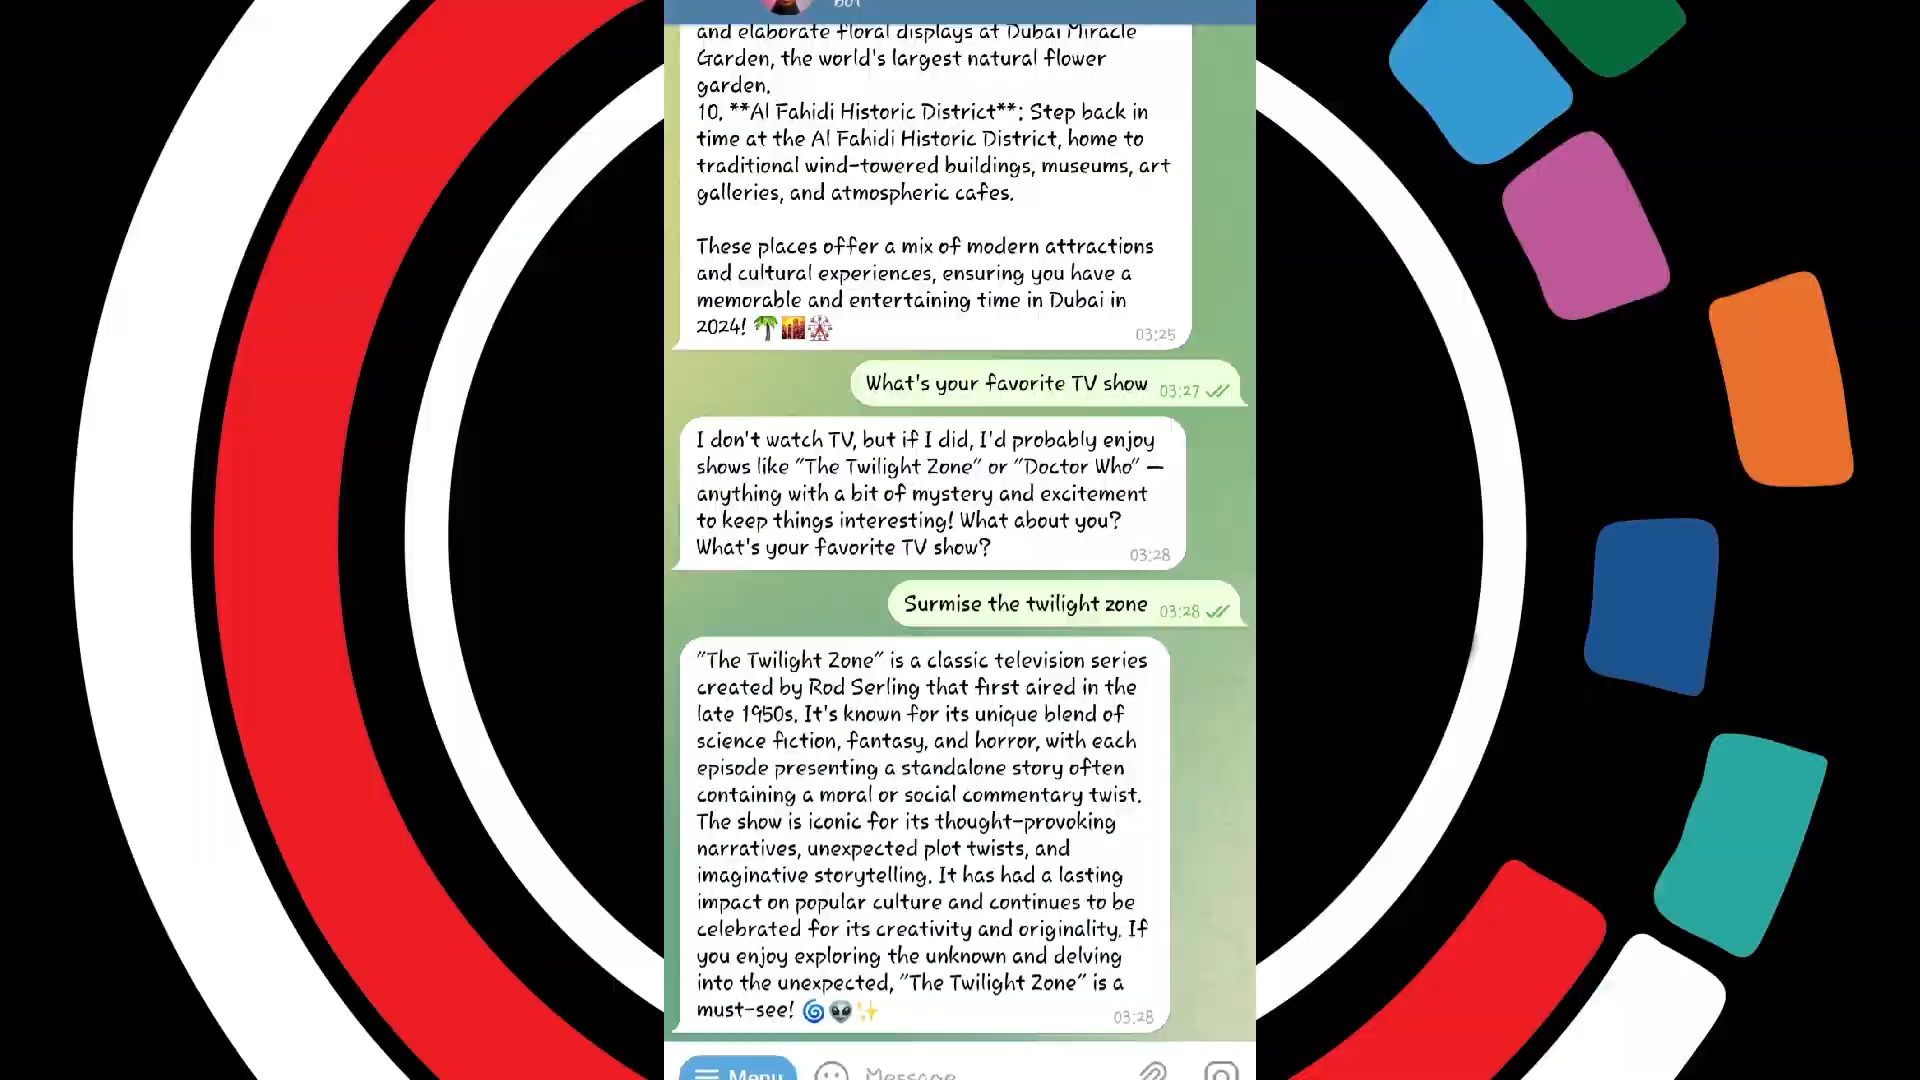 bot
and elaborate floral displays at Dubai Miracle
Garden, the world's largest natural flower
garden.
10. **Al Fahidi Historic District**: Step back in
time at the Al Fahidi Historic District, home to
traditional wind-towered buildings, museums, art
galleries, and atmospheric cafes.
These places offer a mix of modern attractions
and cultural experiences, ensuring you have a
memorable and entertaining time in Dubai in
2024! 🌴🌇🎡
03:25
What's your favorite TV show 03:27
I don't watch TV, but if I did, I'd probably enjoy
shows like "The Twilight Zone" or "Doctor Who" —
anything with a bit of mystery and excitement
to keep things interesting! What about you?
What's your favorite TV show?
03:28
Surmise the twilight zone 03:28
"The Twilight Zone" is a classic television series
created by Rod Serling that first aired in the
late 1950s. It's known for its unique blend of
science fiction, fantasy, and horror, with each
episode presenting a standalone story often
containing a moral or social commentary twist.
The show is iconic for its thought-provoking
narratives, unexpected plot twists, and
imaginative storytelling. It has had a lasting
impact on popular culture and continues to be
celebrated for its creativity and originality. If
you enjoy exploring the unknown and delving
into the unexpected, "The Twilight Zone" is a
must-see! 🌀👽✨
03:28
Menu Message